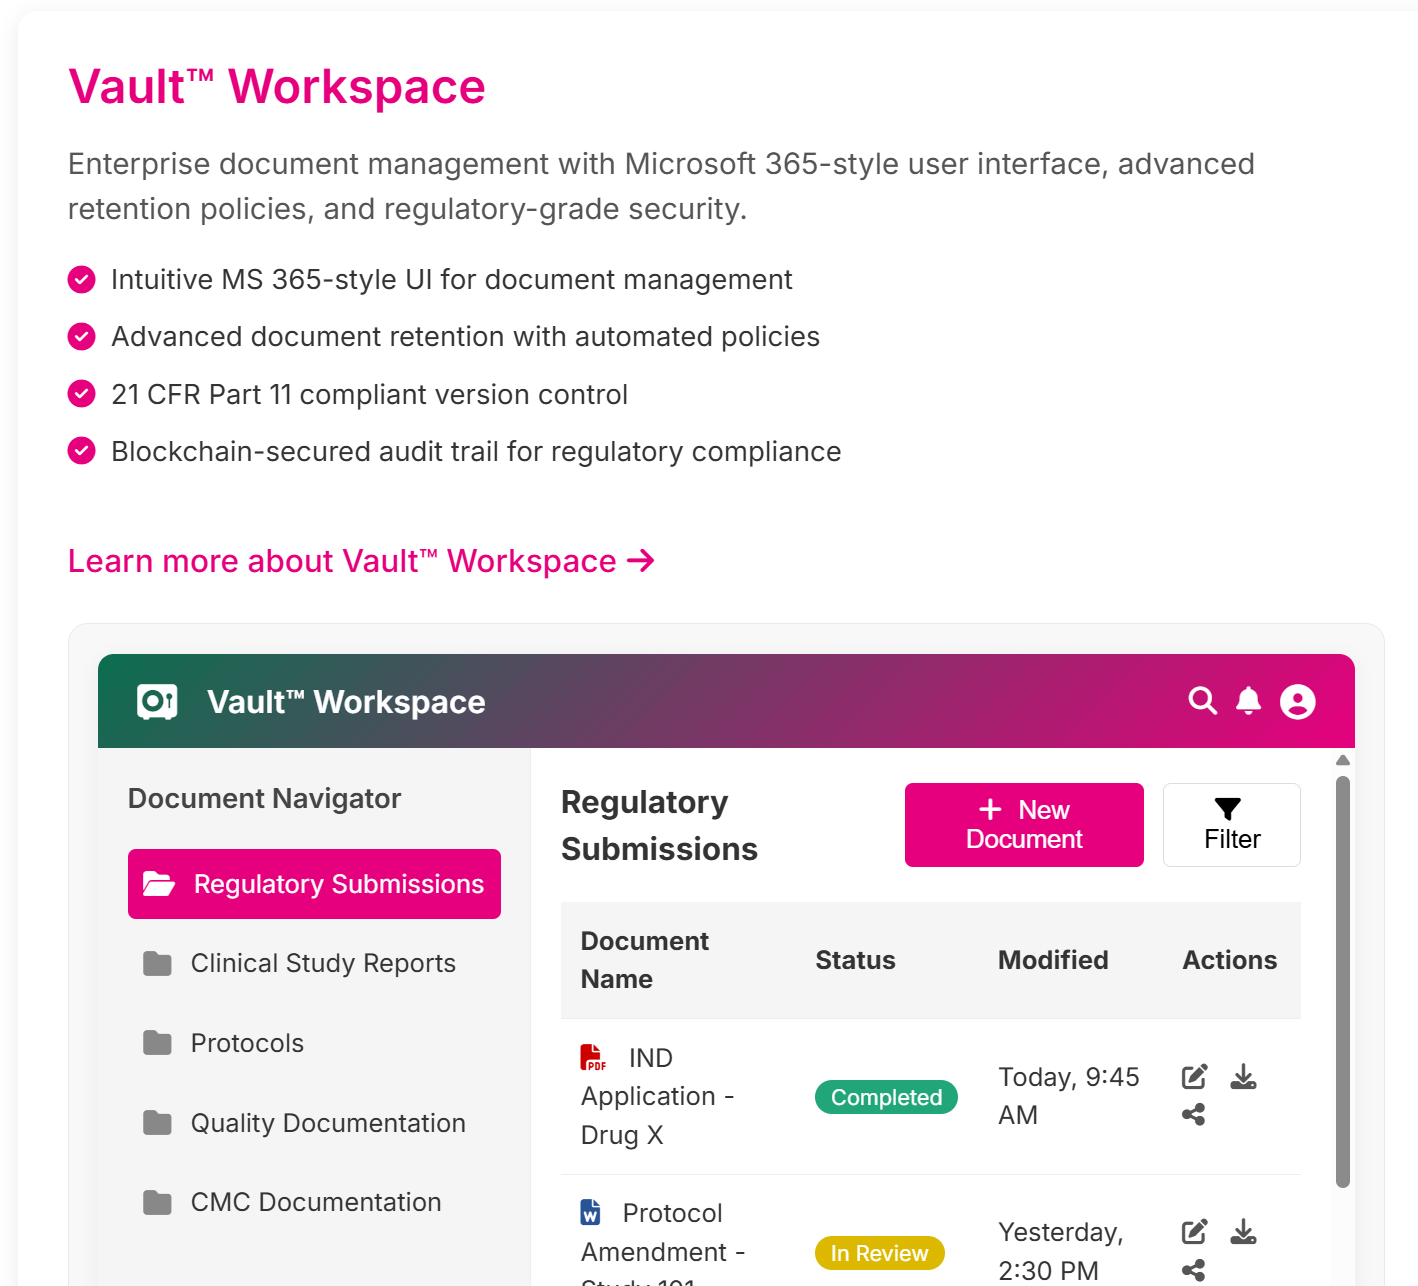 Vault™ Workspace
Enterprise document management with Microsoft 365-style user interface, advanced
retention policies, and regulatory-grade security.
Intuitive MS 365-style UI for document management
Advanced document retention with automated policies
21 CFR Part 11 compliant version control
Blockchain-secured audit trail for regulatory compliance
Learn more about Vault™ Workspace →
Vault™ Workspace
Document Navigator
Regulatory Submissions
Clinical Study Reports
Protocols
Quality Documentation
CMC Documentation
Regulatory
Submissions
New
Document
Filter
Document
Name
Status
Modified
Actions
PDF IND
Application -
Drug X
Completed
Today, 9:45
AM
W Protocol
Amendment -
Study 101
In Review
Yesterday,
2:30 PM